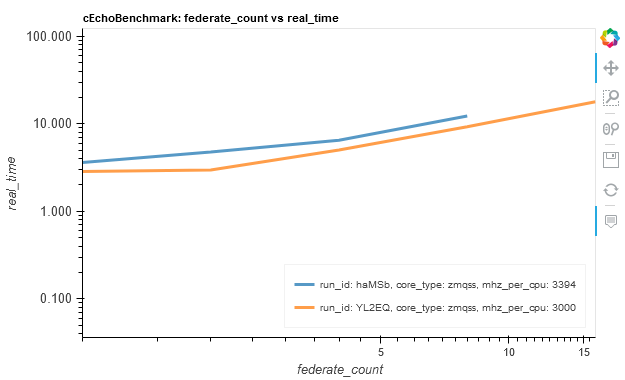 cEchoBenchmark: federate_count vs real_time
100.000
10.000
1.000
0.100
real_time
run_id: haMSb, core_type: zmqss, mhz_per_cpu: 3394
run_id: YL2EQ, core_type: zmqss, mhz_per_cpu: 3000
5
10
15
federate_count